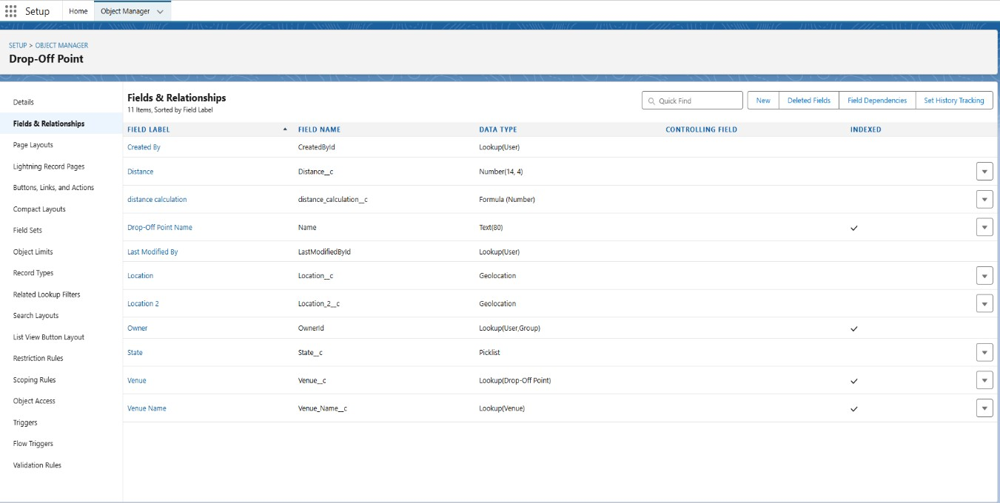 Setup Home Object Manager
SETUP > OBJECT MANAGER
Drop-Off Point
Details
Fields & Relationships
Page Layouts
Lightning Record Pages
Buttons, Links, and Actions
Compact Layouts
Field Sets
Object Limits
Record Types
Related Lookup Filters
Search Layouts
List View Button Layout
Restriction Rules
Scoping Rules
Object Access
Triggers
Flow Triggers
Validation Rules
Fields & Relationships
11 Items, Sorted by Field Label
Quick Find New Deleted Fields Field Dependencies Set History Tracking
FIELD LABEL FIELD NAME DATA TYPE CONTROLLING FIELD INDEXED
Created By CreatedById Lookup(User)
Distance Distance__c Number(14, 4)
distance calculation distance_calculation__c Formula (Number)
Drop-Off Point Name Name Text(80)
Last Modified By LastModifiedById Lookup(User)
Location Location__c Geolocation
Location 2 Location_2__c Geolocation
Owner OwnerId Lookup(User,Group)
State State__c Picklist
Venue Venue__c Lookup(Drop-Off Point)
Venue Name Venue_Name__c Lookup(Venue)